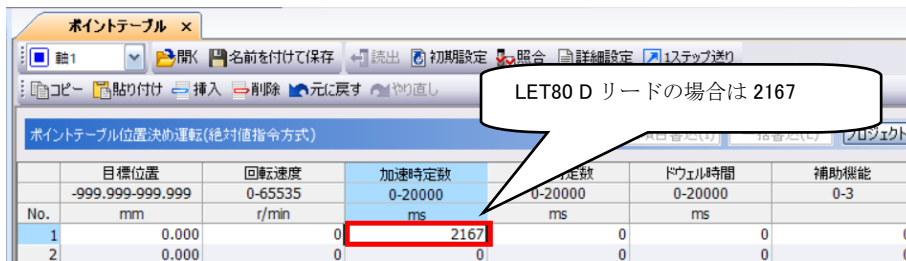 ポイントテーブル ×
軸1 開く 名前を付けて保存 読出 初期設定 照合 詳細設定 1ステップ送り
コピー 貼り付け 挿入 削除 元に戻す やり直し
LET80 D リードの場合は 2167
ポイントテーブル位置決め運転(絶対値指令方式) プロジェクト
目標位置 回転速度 加速時定数 定数 ドウェル時間 補助機能
-999.999-999.999 0-65535 0-20000 0-20000 0-20000 0-3
No. mm r/min ms ms ms
1 0.000 0 2167 0 0
2 0.000 0 0 0 0